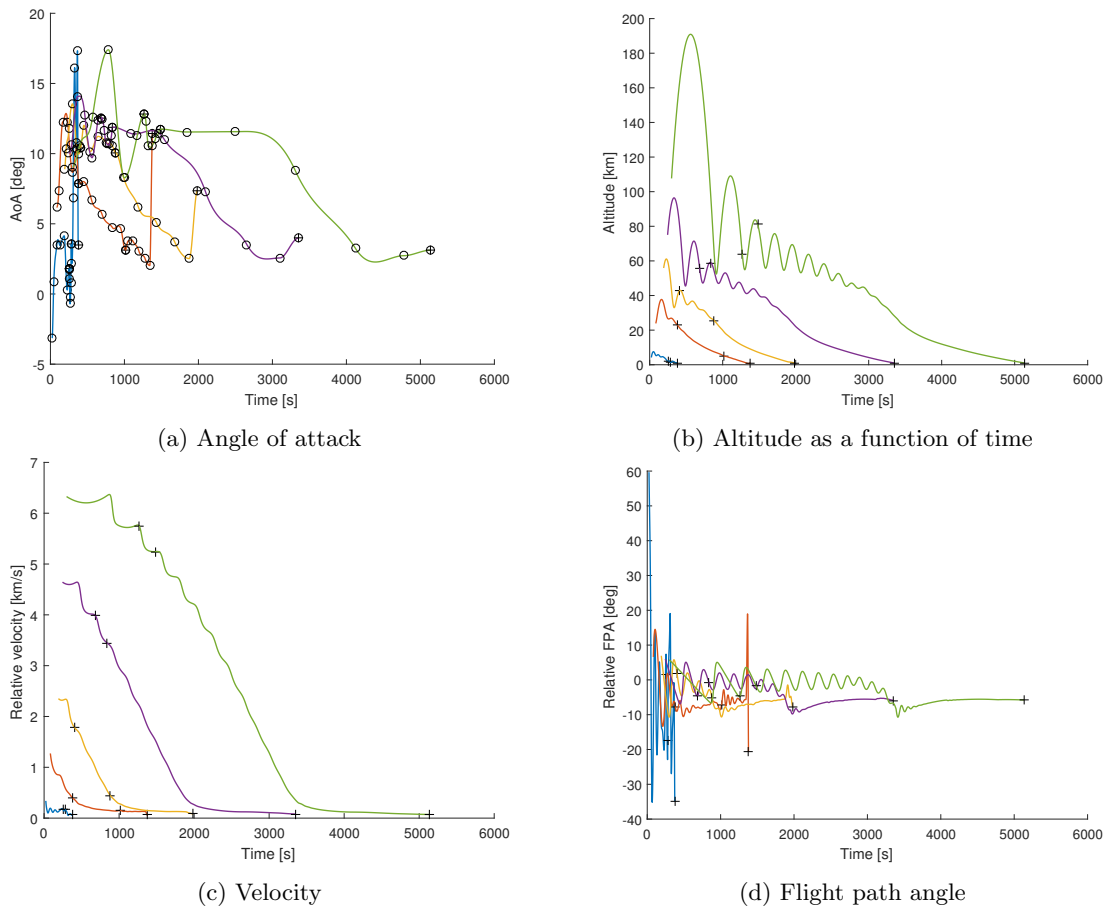 20
15
10
5
0
-5
AoA [deg]
0 1000 2000 3000 4000 5000 6000
Time [s]
(a) Angle of attack
200
180
160
140
120
100
80
60
40
20
0
Altitude [km]
0 1000 2000 3000 4000 5000 6000
Time [s]
(b) Altitude as a function of time
7
6
5
4
3
2
1
0
Relative velocity [km/s]
0 1000 2000 3000 4000 5000 6000
Time [s]
(c) Velocity
60
50
40
30
20
10
0
-10
-20
-30
-40
Relative FPA [deg]
0 1000 2000 3000 4000 5000 6000
Time [s]
(d) Flight path angle